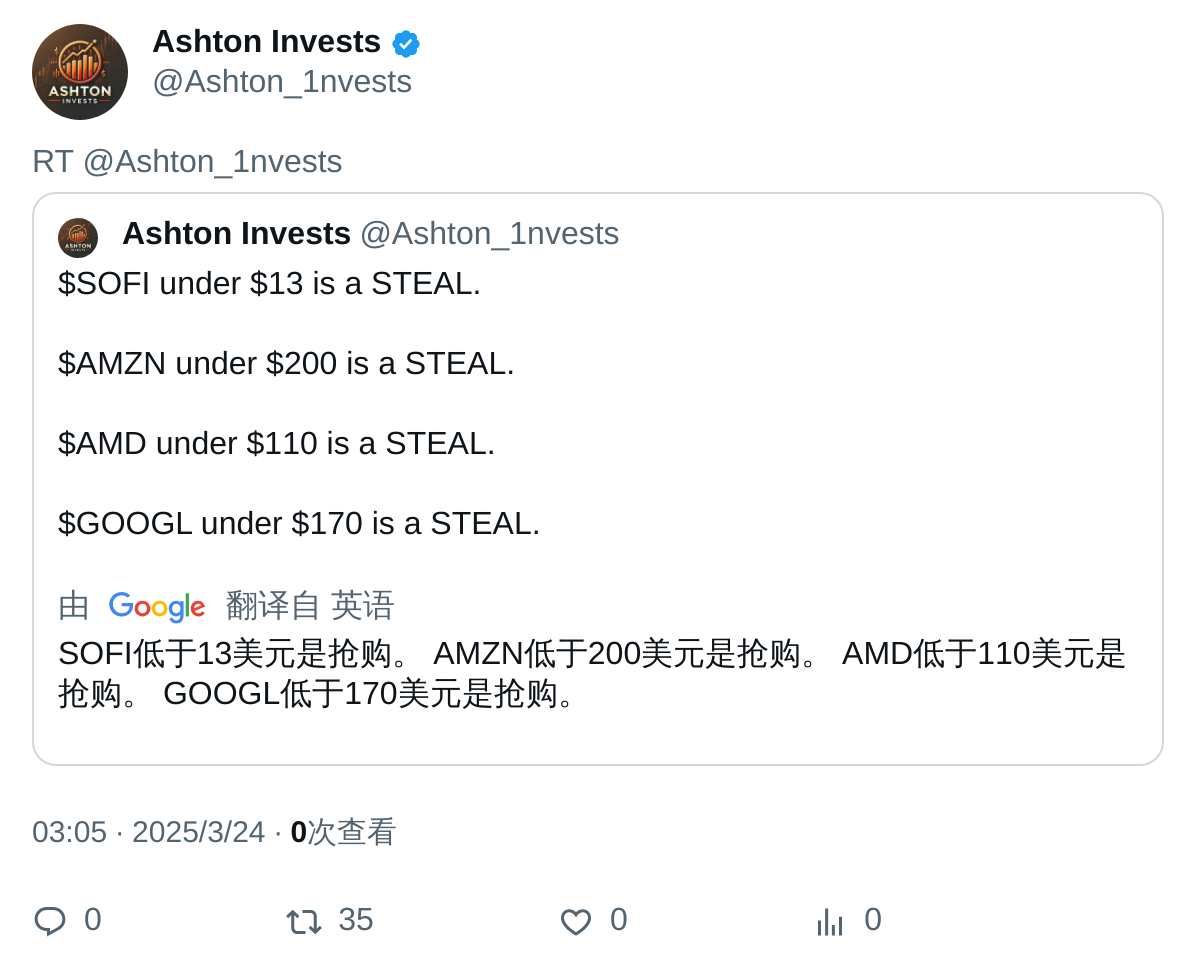 ASHTON
INVESTS
Ashton Invests
@Ashton_1nvests
RT @Ashton_1nvests
ASHTON
INVESTS
Ashton Invests @Ashton_1nvests
$SOFI under $13 is a STEAL.
$AMZN under $200 is a STEAL.
$AMD under $110 is a STEAL.
$GOOGL under $170 is a STEAL.
由 Google 翻译自 英语
SOFI低于13美元是抢购。 AMZN低于200美元是抢购。 AMD低于110美元是
抢购。 GOOGL低于170美元是抢购。
03:05 · 2025/3/24 · 0次查看
0 35 0 0